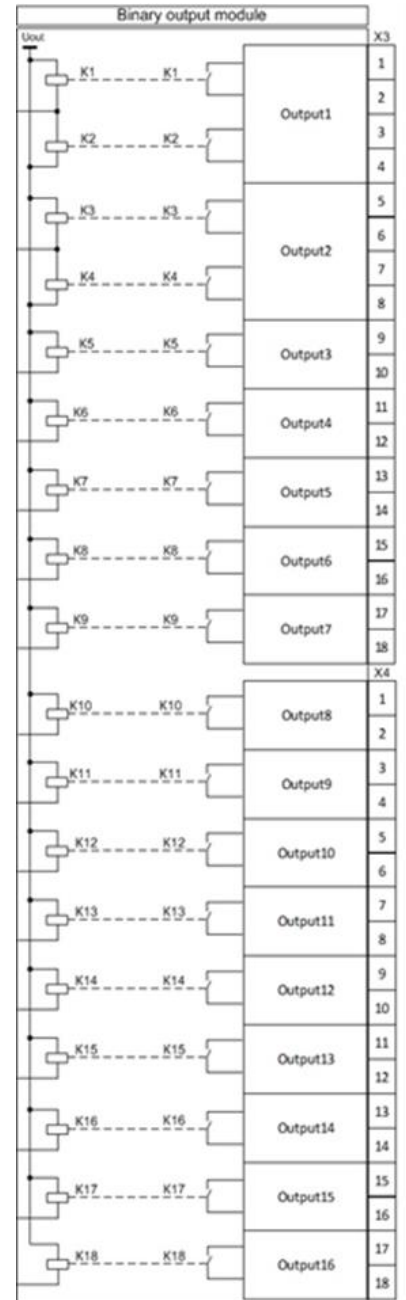 Binary output module
Uout X3
K1 K1 1
2
Output1
K2 K2 3
4
K3 K3 5
6
Output2
K4 K4 7
8
K5 K5 9
Output3
10
K6 K6 11
Output4
12
K7 K7 13
Output5
14
K8 K8 15
Output6
16
K9 K9 17
Output7
18
X4
K10 K10 1
Output8
2
K11 K11 3
Output9
4
K12 K12 5
Output10
6
K13 K13 7
Output11
8
K14 K14 9
Output12
10
K15 K15 11
Output13
12
K16 K16 13
Output14
14
K17 K17 15
Output15
16
K18 K18 17
Output16
18